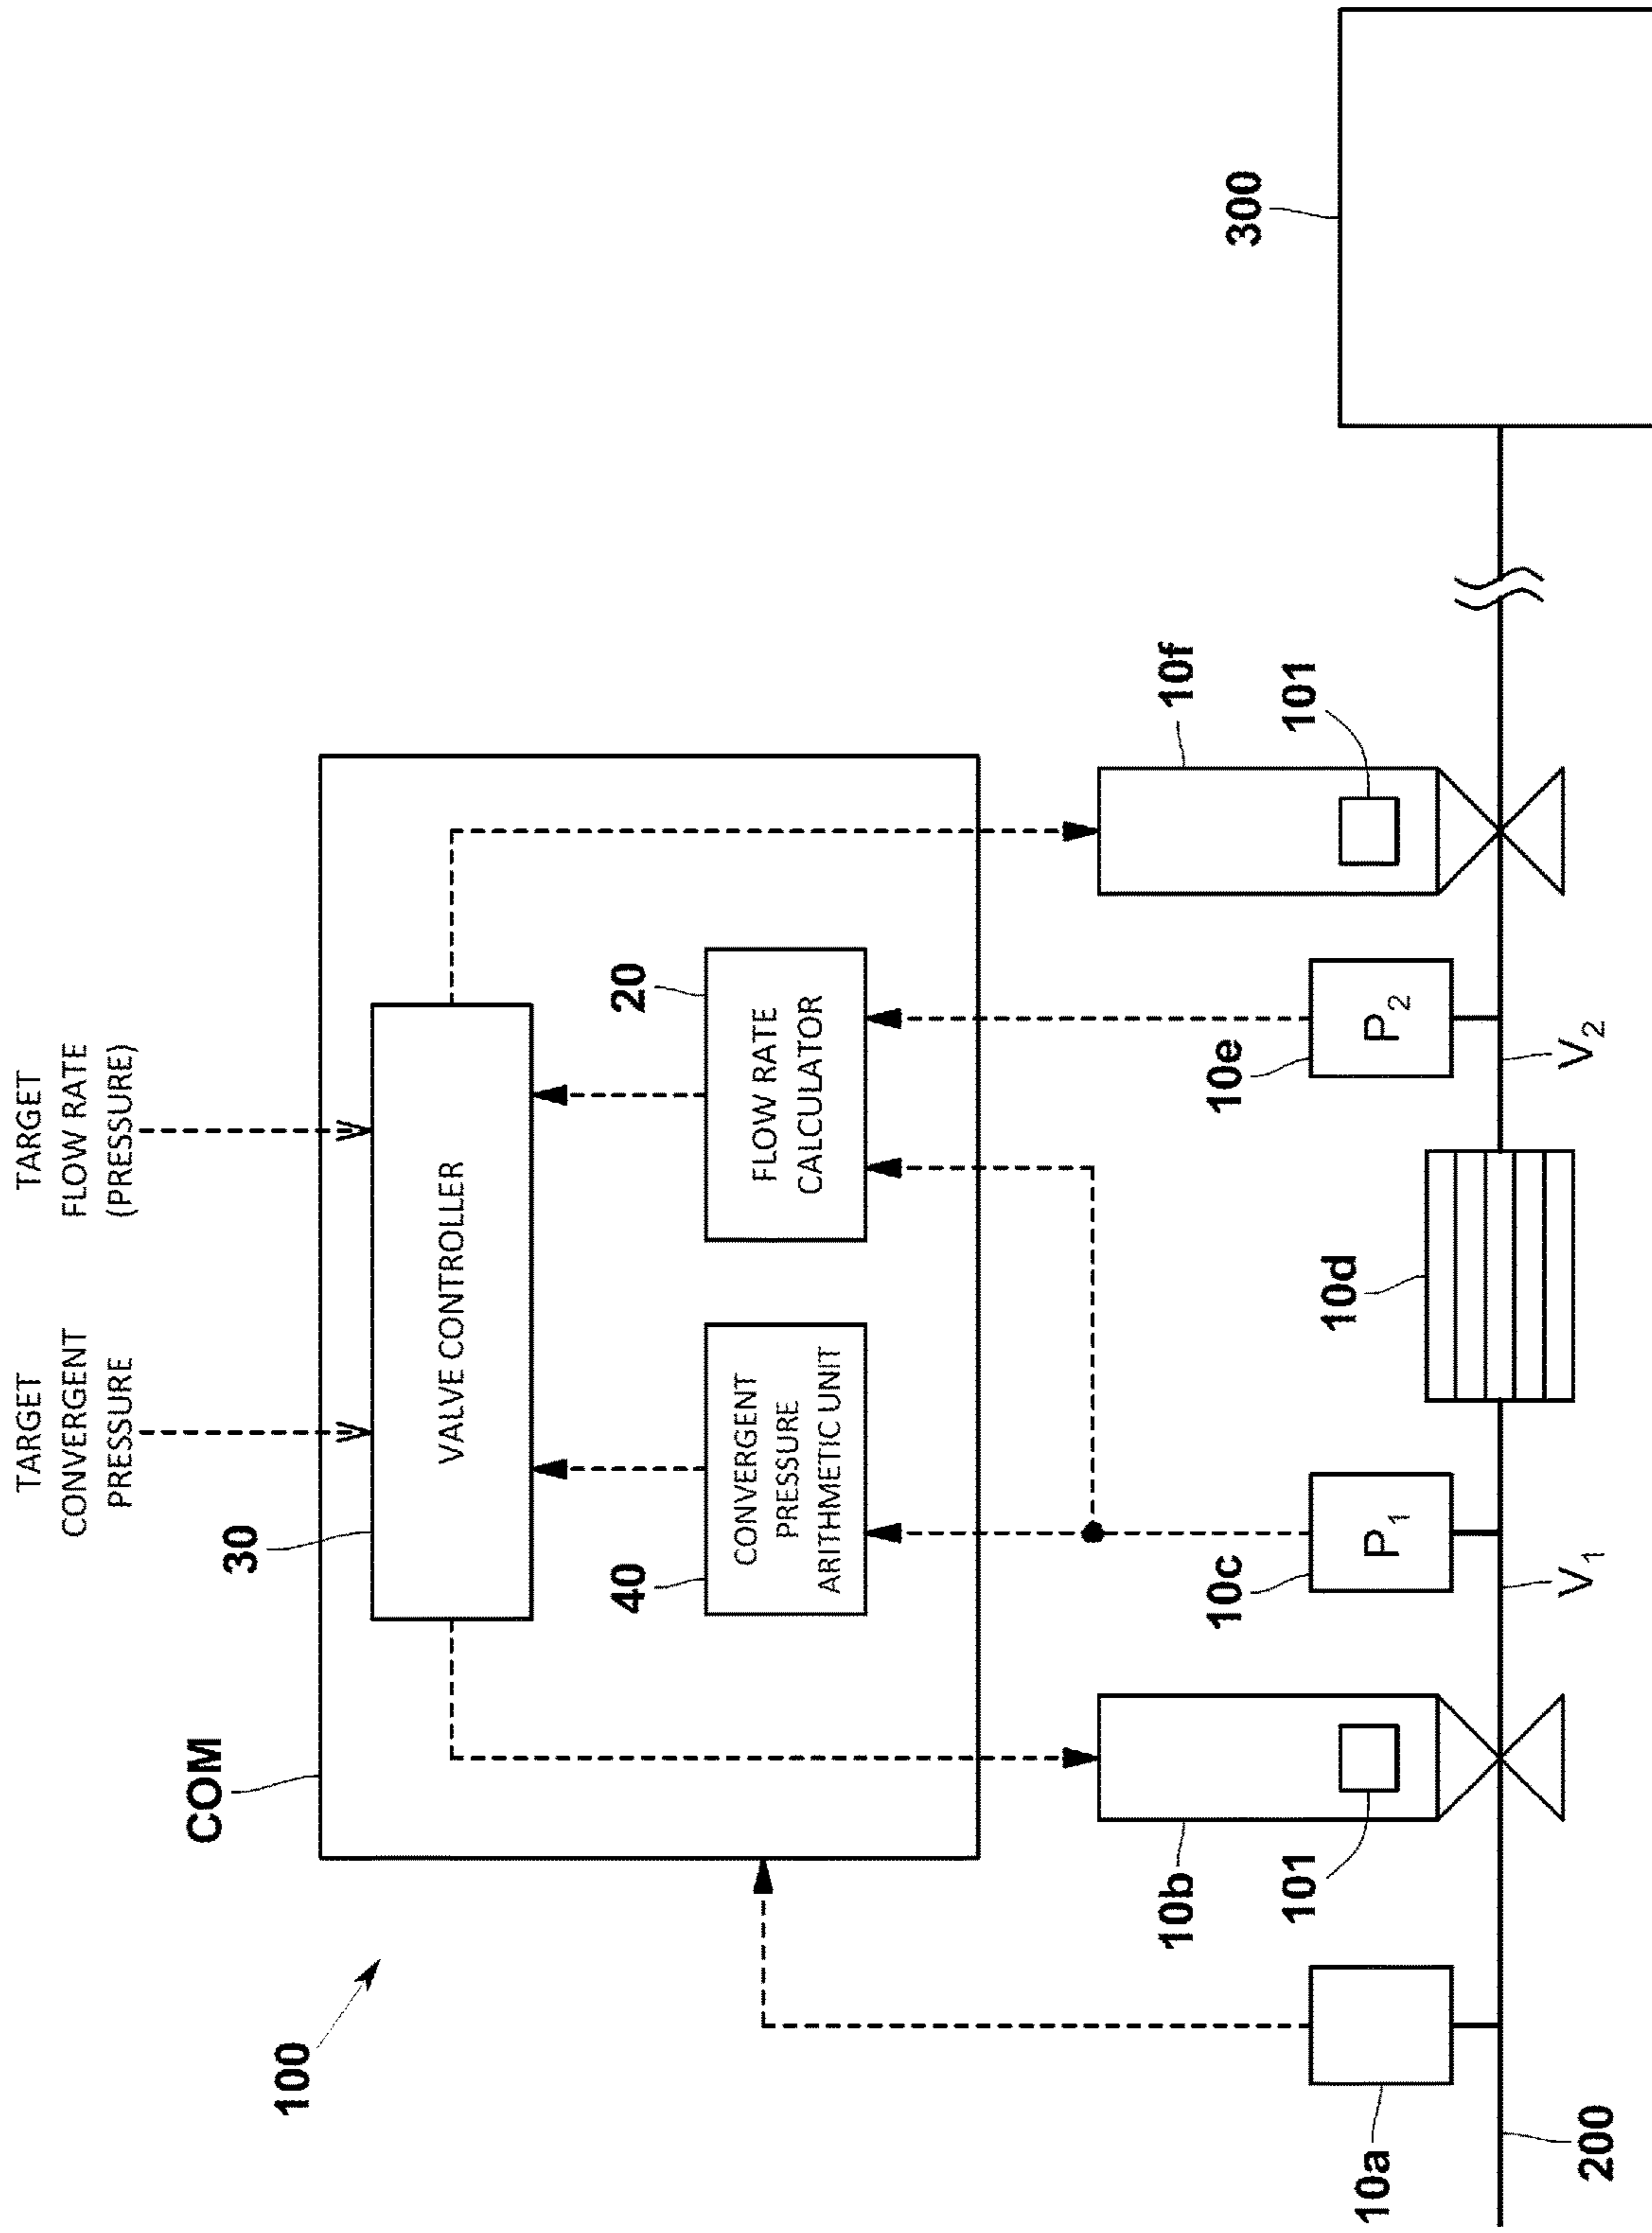 100
COM
TARGET
CONVERGENT
PRESSURE
TARGET
FLOW RATE
(PRESSURE)
30
VALVE CONTROLLER
40
CONVERGENT
PRESSURE
ARITHMETIC UNIT
20
FLOW RATE
CALCULATOR
10a
10b
101
10c
P1
10d
10e
P2
10f
101
300
200
V1
V2